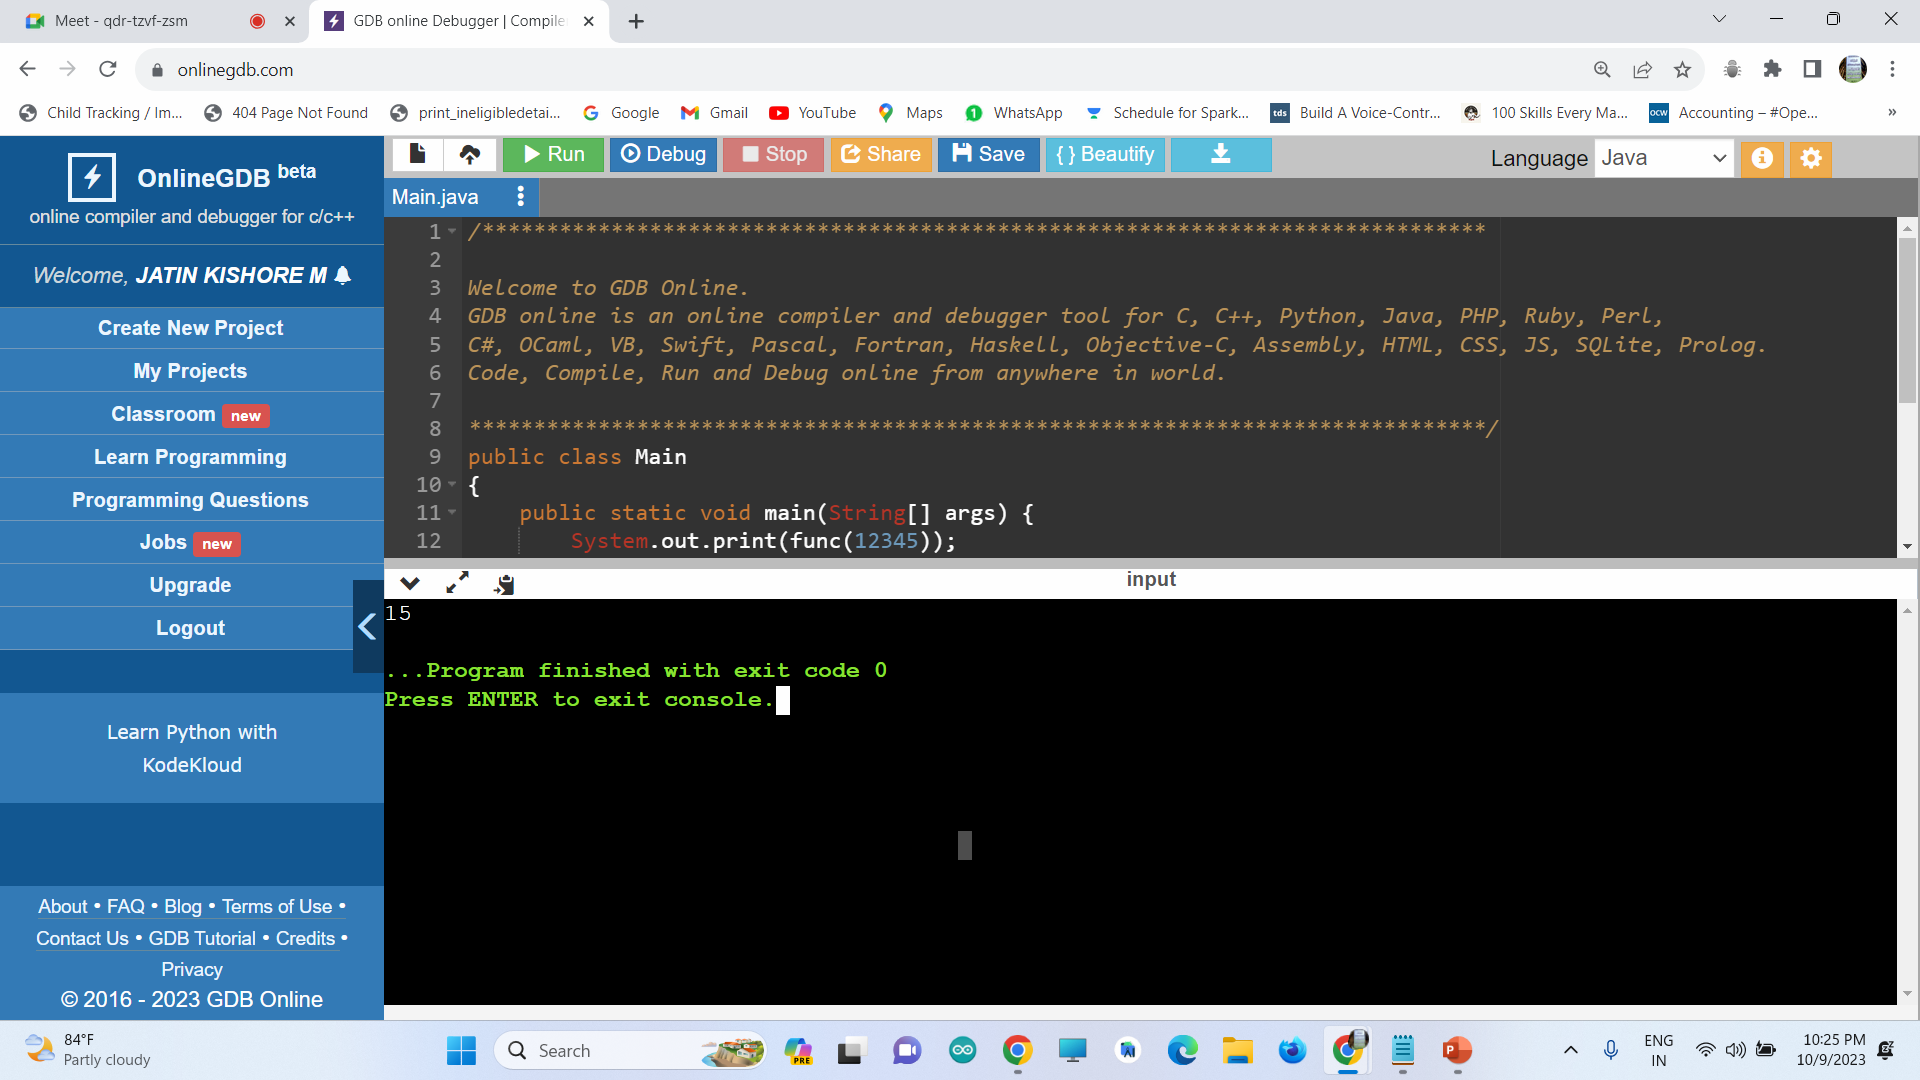 Meet - qdr-tzvf-zsm
GDB online Debugger | Compile
onlinegdb.com
Child Tracking / Im...
404 Page Not Found
print_ineligibledetai...
Google
Gmail
YouTube
Maps
WhatsApp
Schedule for Spark...
tds Build A Voice-Contr...
100 Skills Every Ma...
ocw Accounting – #Ope...
»
OnlineGDB beta
online compiler and debugger for c/c++
Welcome, JATIN KISHORE M
Create New Project
My Projects
Classroom new
Learn Programming
Programming Questions
Jobs new
Upgrade
Logout
Learn Python with
KodeKloud
About • FAQ • Blog • Terms of Use •
Contact Us • GDB Tutorial • Credits •
Privacy
© 2016 - 2023 GDB Online
Run
Debug
Stop
Share
Save
{ } Beautify
Language Java
Main.java
1 /******************************************************************************
2
3 Welcome to GDB Online.
4 GDB online is an online compiler and debugger tool for C, C++, Python, Java, PHP, Ruby, Perl,
5 C#, OCaml, VB, Swift, Pascal, Fortran, Haskell, Objective-C, Assembly, HTML, CSS, JS, SQLite, Prolog.
6 Code, Compile, Run and Debug online from anywhere in world.
7
8 *******************************************************************************/
9 public class Main
10 {
11 public static void main(String[] args) {
12 System.out.print(func(12345));
input
15
...Program finished with exit code 0
Press ENTER to exit console.
84°F
Partly cloudy
Search
PRE
ENG
IN
10:25 PM
10/9/2023